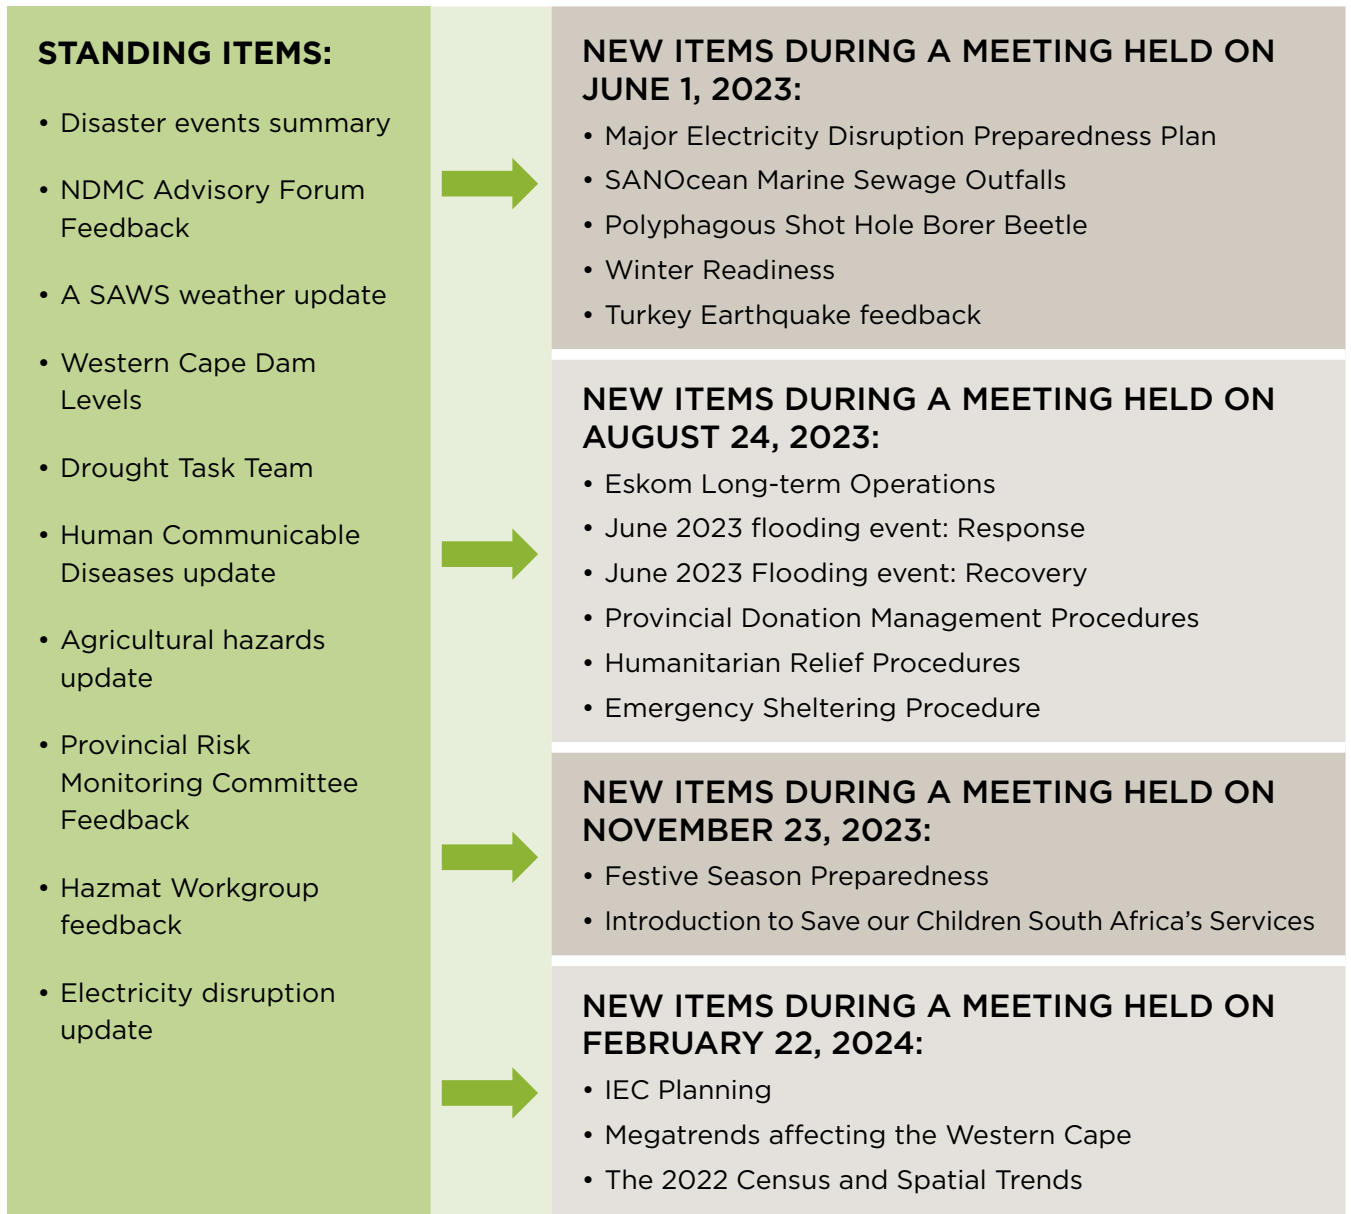 STANDING ITEMS:
• Disaster events summary
• NDMC Advisory Forum
Feedback
• A SAWS weather update
• Western Cape Dam
Levels
• Drought Task Team
• Human Communicable
Diseases update
• Agricultural hazards
update
• Provincial Risk
Monitoring Committee
Feedback
• Hazmat Workgroup
feedback
• Electricity disruption
update
NEW ITEMS DURING A MEETING HELD ON
JUNE 1, 2023:
• Major Electricity Disruption Preparedness Plan
• SANOcean Marine Sewage Outfalls
• Polyphagous Shot Hole Borer Beetle
• Winter Readiness
• Turkey Earthquake feedback
NEW ITEMS DURING A MEETING HELD ON
AUGUST 24, 2023:
• Eskom Long-term Operations
• June 2023 flooding event: Response
• June 2023 Flooding event: Recovery
• Provincial Donation Management Procedures
• Humanitarian Relief Procedures
• Emergency Sheltering Procedure
NEW ITEMS DURING A MEETING HELD ON
NOVEMBER 23, 2023:
• Festive Season Preparedness
• Introduction to Save our Children South Africa’s Services
NEW ITEMS DURING A MEETING HELD ON
FEBRUARY 22, 2024:
• IEC Planning
• Megatrends affecting the Western Cape
• The 2022 Census and Spatial Trends